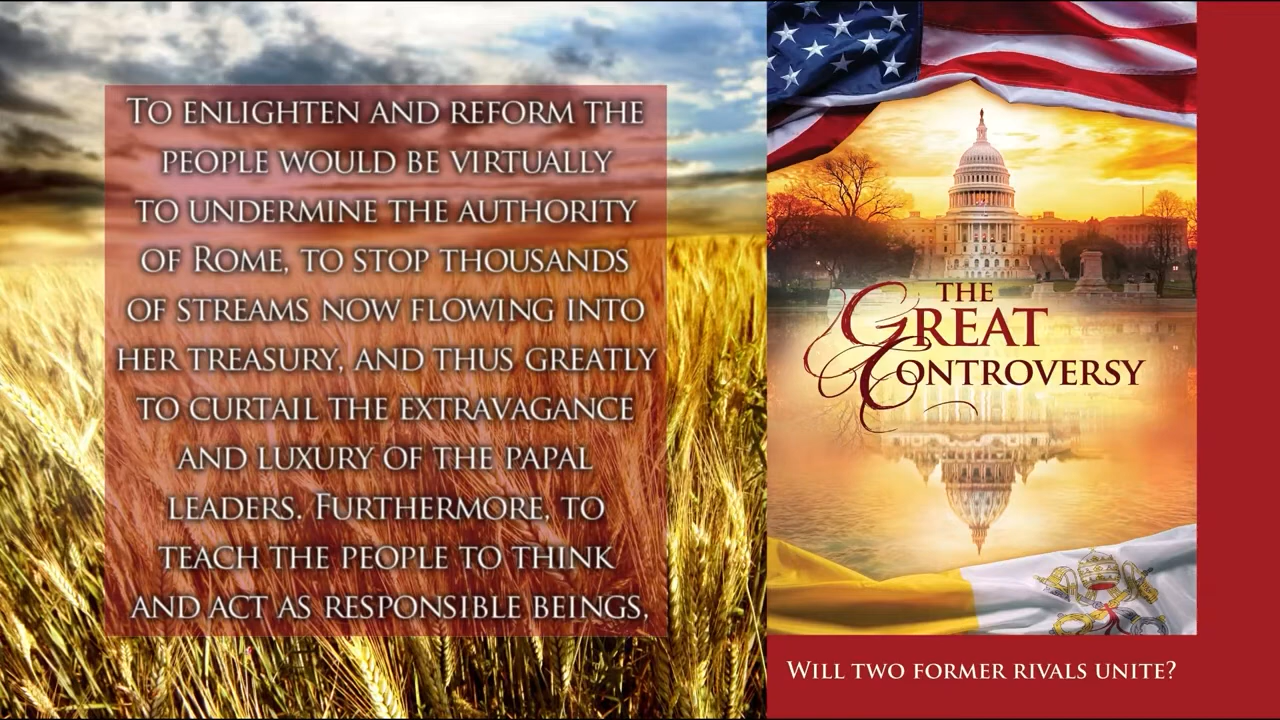 To enlighten and reform the
people would be virtually
to undermine the authority
of Rome, to stop thousands
of streams now flowing into
her treasury, and thus greatly
to curtail the extravagance
and luxury of the papal
leaders. Furthermore, to
teach the people to think
and act as responsible beings,
The
Great
Controversy
Will two former rivals unite?